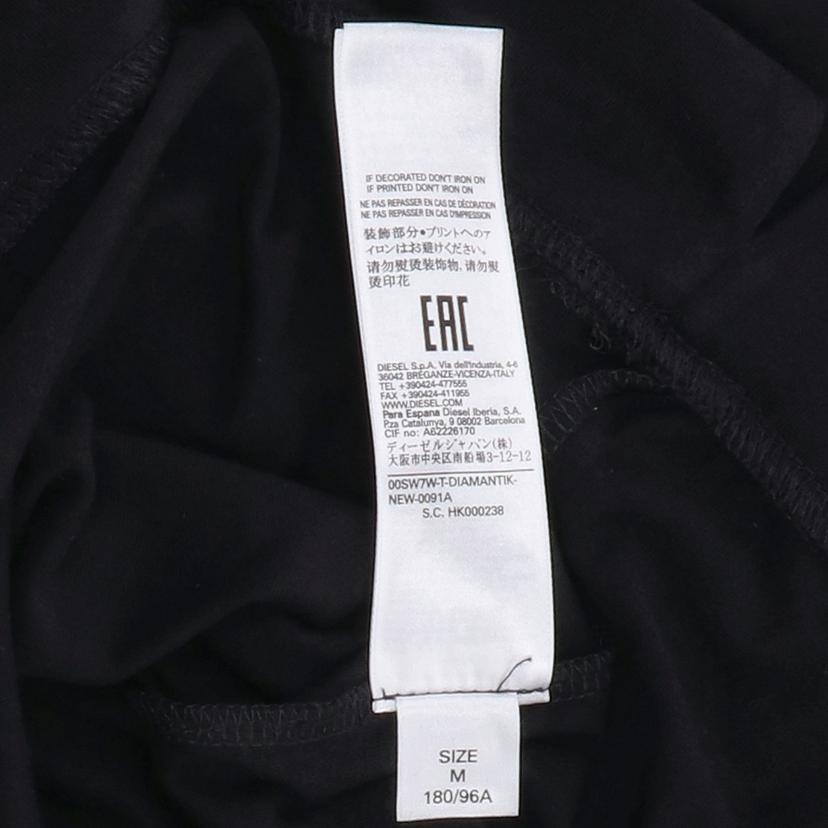 IF DECORATED DON'T IRON ON
IF PRINTED DON'T IRON ON
NE PAS REPASSER EN CAS DE DÉCORATION
NE PAS REPASSER EN CAS D'IMPRESSION
装飾部分•プリントへのア
イロンはお避けください。
请勿熨烫装饰物, 请勿熨
烫印花
EAC
DIESEL S.p.A. Via dell'Industria, 4-6
36042 BREGANZE-VICENZA-ITALY
TEL +390424-477555
FAX +390424-411955
WWW.DIESEL.COM
Para Espana Diesel Iberia, S.A.
P.za Catalunya, 9 08002 Barcelona
CIF no: A62226170
ディーゼルジャパン(株)
大阪市中央区南船場3-12-12
00SW7W-T-DIAMANTIK-
NEW-0091A
S.C. HK000238
SIZE
M
180/96A